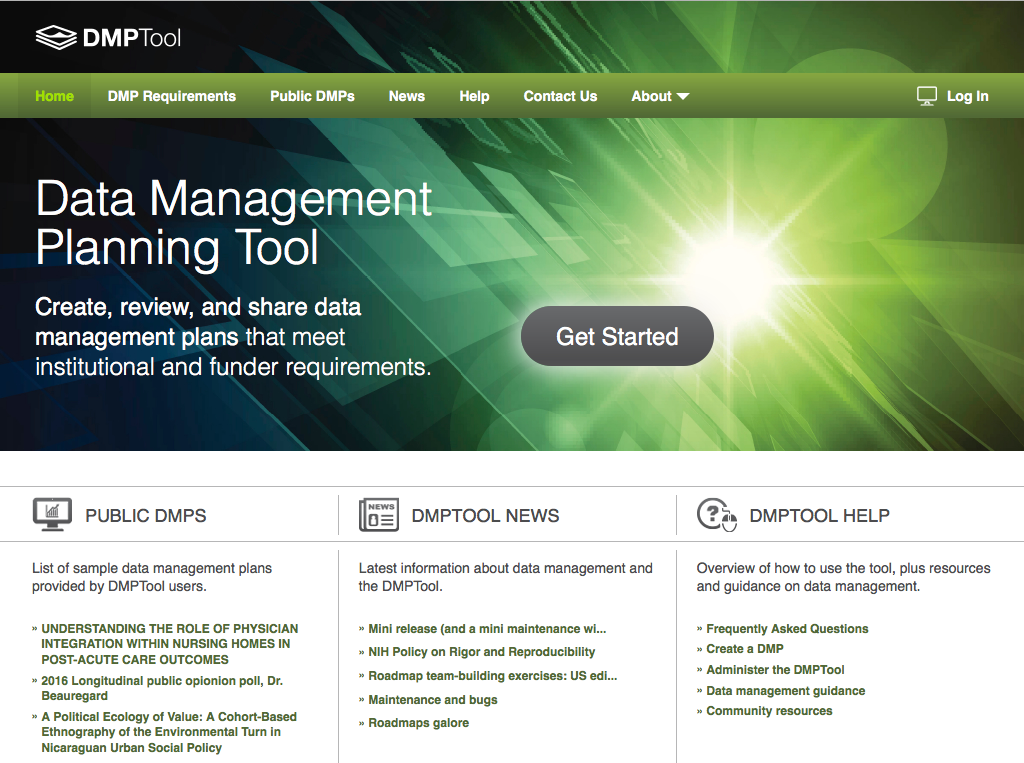 DMPTool
Home DMP Requirements Public DMPs News Help Contact Us About Log In
Data Management
Planning Tool
Create, review, and share data
management plans that meet
institutional and funder requirements.
Get Started
PUBLIC DMPS
List of sample data management plans
provided by DMPTool users.
» UNDERSTANDING THE ROLE OF PHYSICIAN
INTEGRATION WITHIN NURSING HOMES IN
POST-ACUTE CARE OUTCOMES
» 2016 Longitudinal public opionion poll, Dr.
Beauregard
» A Political Ecology of Value: A Cohort-Based
Ethnography of the Environmental Turn in
Nicaraguan Urban Social Policy
NEWS
DMPTOOL NEWS
Latest information about data management and
the DMPTool.
» Mini release (and a mini maintenance wi...
» NIH Policy on Rigor and Reproducibility
» Roadmap team-building exercises: US edi...
» Maintenance and bugs
» Roadmaps galore
?
DMPTOOL HELP
Overview of how to use the tool, plus resources
and guidance on data management.
» Frequently Asked Questions
» Create a DMP
» Administer the DMPTool
» Data management guidance
» Community resources